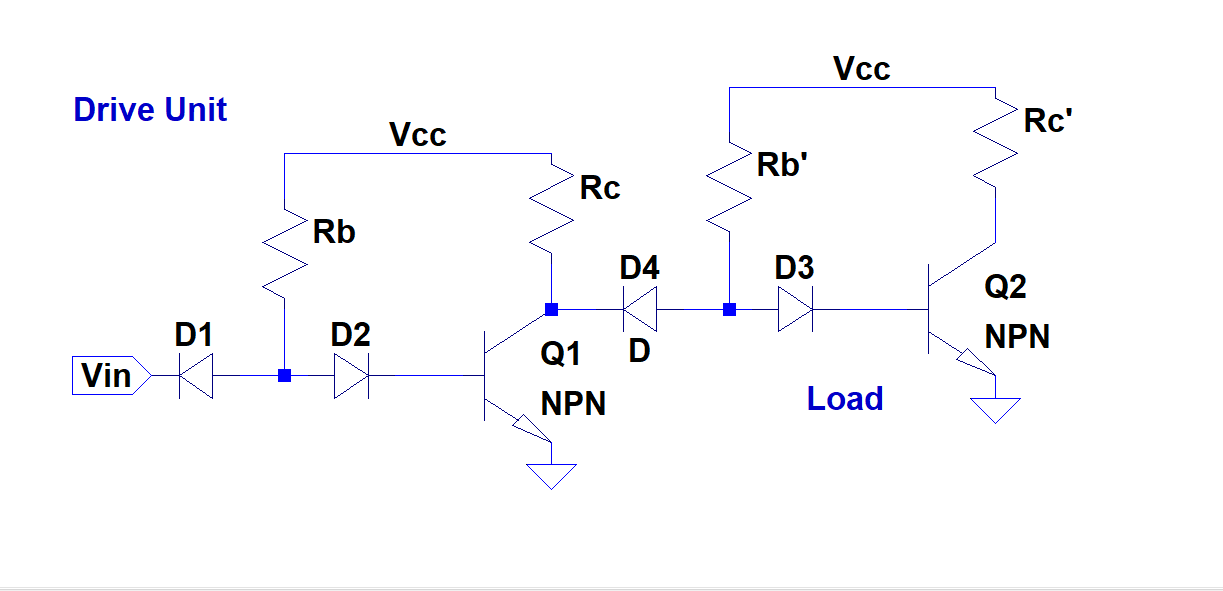 Vcc
Drive Unit
Rc'
Vcc
Rb'
Rc
Rb
D4
D3
Q2
D1
D2
NPN
Q1
D
Vin
Load
NPN